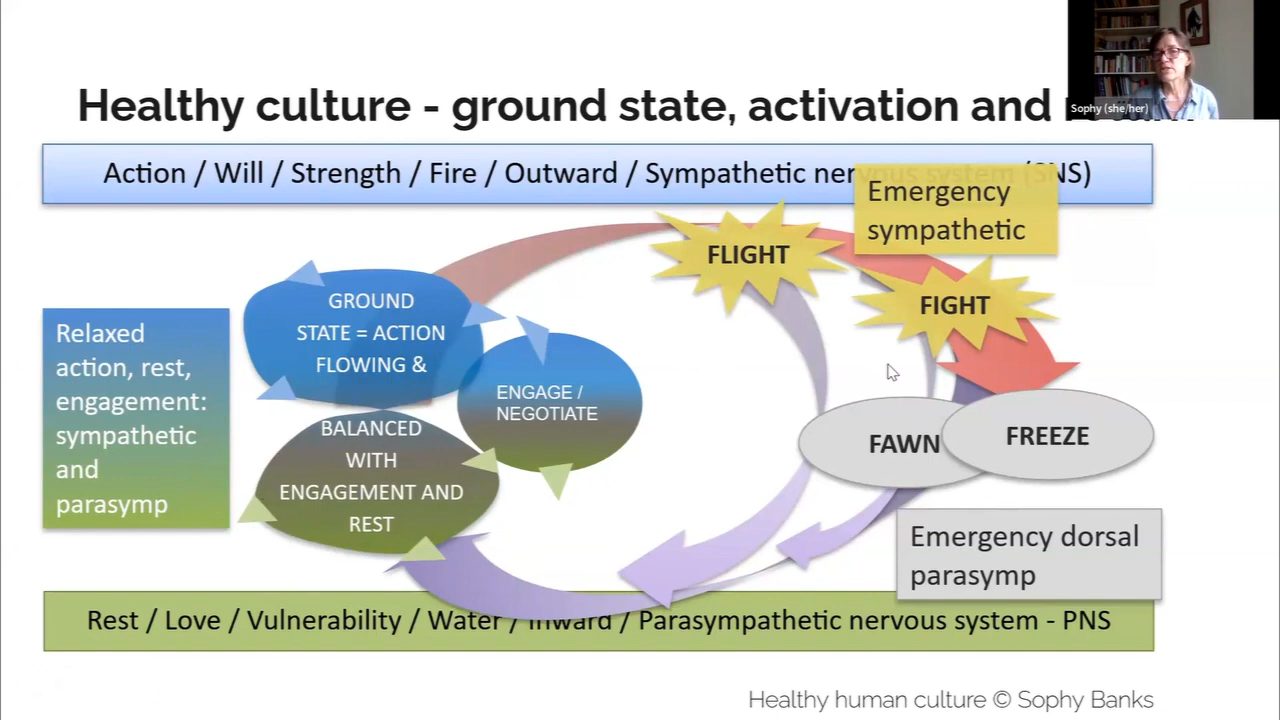 Sophy (she/her)
Healthy culture - ground state, activation and
Action / Will / Strength / Fire / Outward / Sympathetic nervous system (SNS)
Emergency
sympathetic
FLIGHT
FIGHT
GROUND
STATE = ACTION
FLOWING &
Relaxed
action, rest,
engagement:
sympathetic
and
parasymp
ENGAGE /
NEGOTIATE
BALANCED
WITH
ENGAGEMENT AND
REST
FAWN
FREEZE
Emergency dorsal
parasymp
Rest / Love / Vulnerability / Water / Inward / Parasympathetic nervous system - PNS
Healthy human culture © Sophy Banks